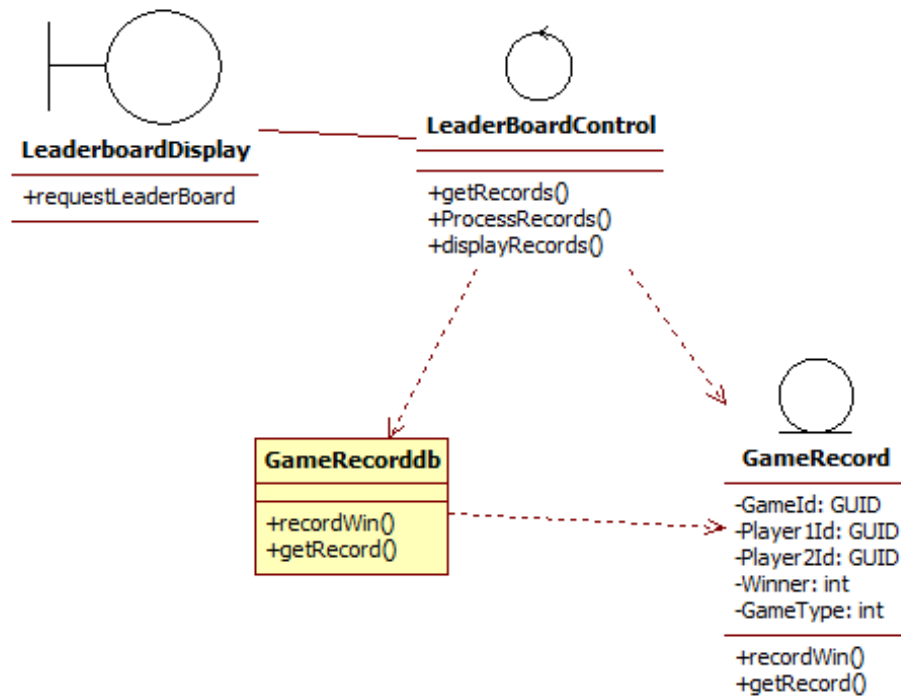 LeaderboardDisplay
+requestLeaderBoard
LeaderBoardControl
+getRecords()
+ProcessRecords()
+displayRecords()
GameRecorddb
+recordWin()
+getRecord()
GameRecord
-GameId: GUID
-Player1Id: GUID
-Player2Id: GUID
-Winner: int
-GameType: int
+recordWin()
+getRecord()